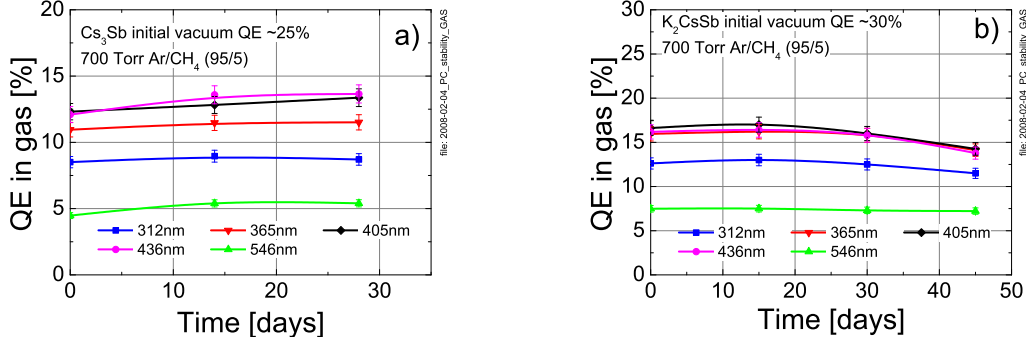 Cs3Sb initial vacuum QE ~25%
a)
700 Torr Ar/CH4 (95/5)
file: 2008-02-04_PC_stability_GAS
QE in gas [%]
20
15
10
5
0
312nm
365nm
405nm
436nm
546nm
0
10
20
30
Time [days]
K2CsSb initial vacuum QE ~30%
b)
700 Torr Ar/CH4 (95/5)
file: 2008-02-04_PC_stability_GAS
QE in gas [%]
30
25
20
15
10
5
0
312nm
365nm
405nm
436nm
546nm
0
10
20
30
40
50
Time [days]